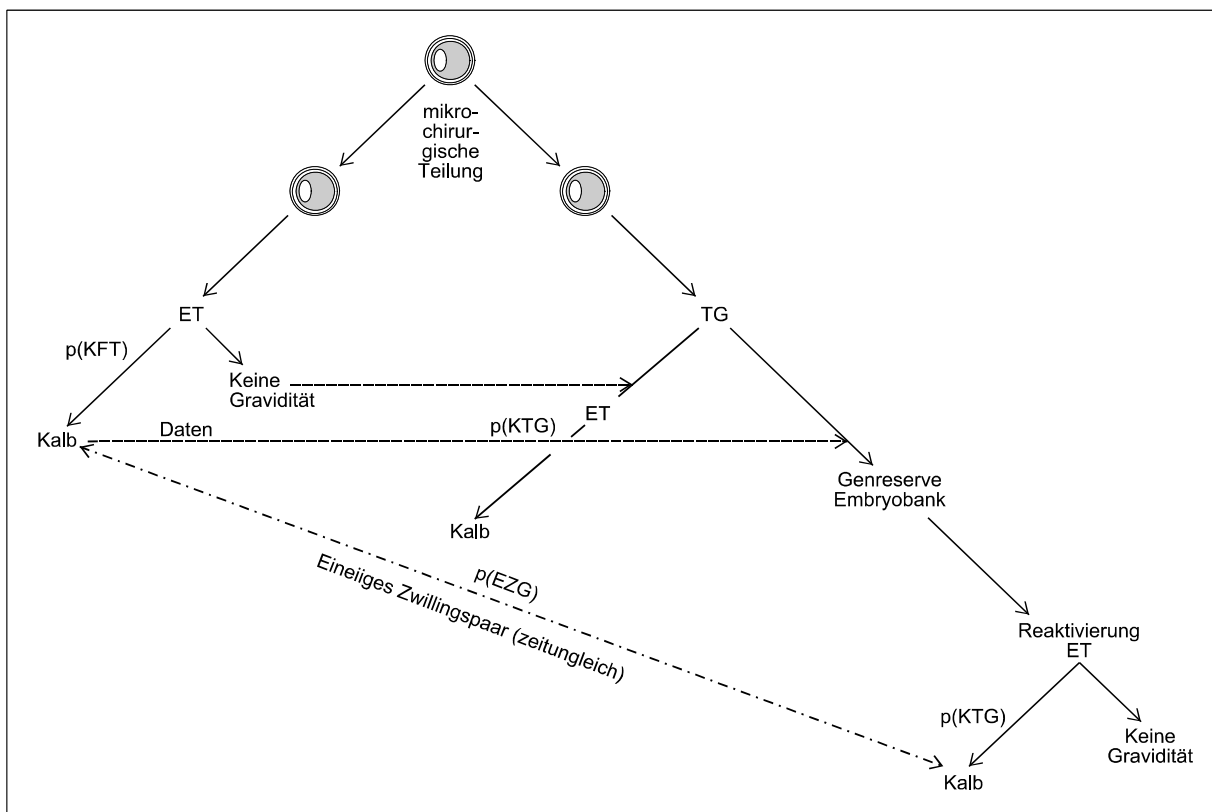 mikro-
chirur-
gische
Teilung
ET
TG
p(KFT)
Keine
Gravidität
ET
Kalb
Daten
p(KTG)
Genreserve
Embryobank
Kalb
p(EZG)
Eineiiges Zwillingspaar (zeitungleich)
Reaktivierung
ET
p(KTG)
Keine
Gravidität
Kalb